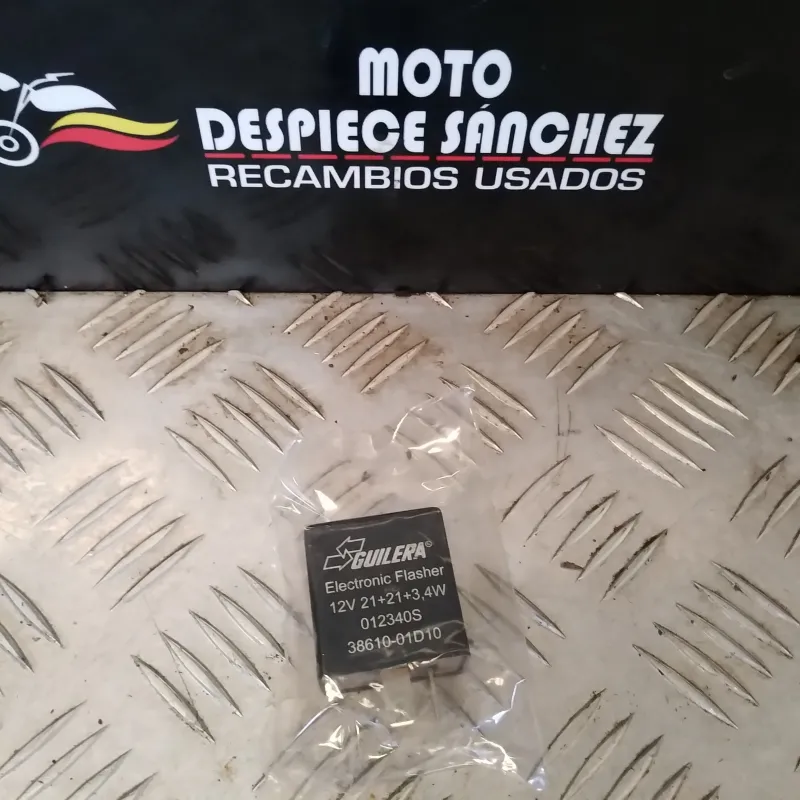 MOTO
DESPIECE SÁNCHEZ
RECAMBIOS USADOS
GUILERA®
Electronic Flasher
12V 21+21+3,4W
012340S
38610-01D10